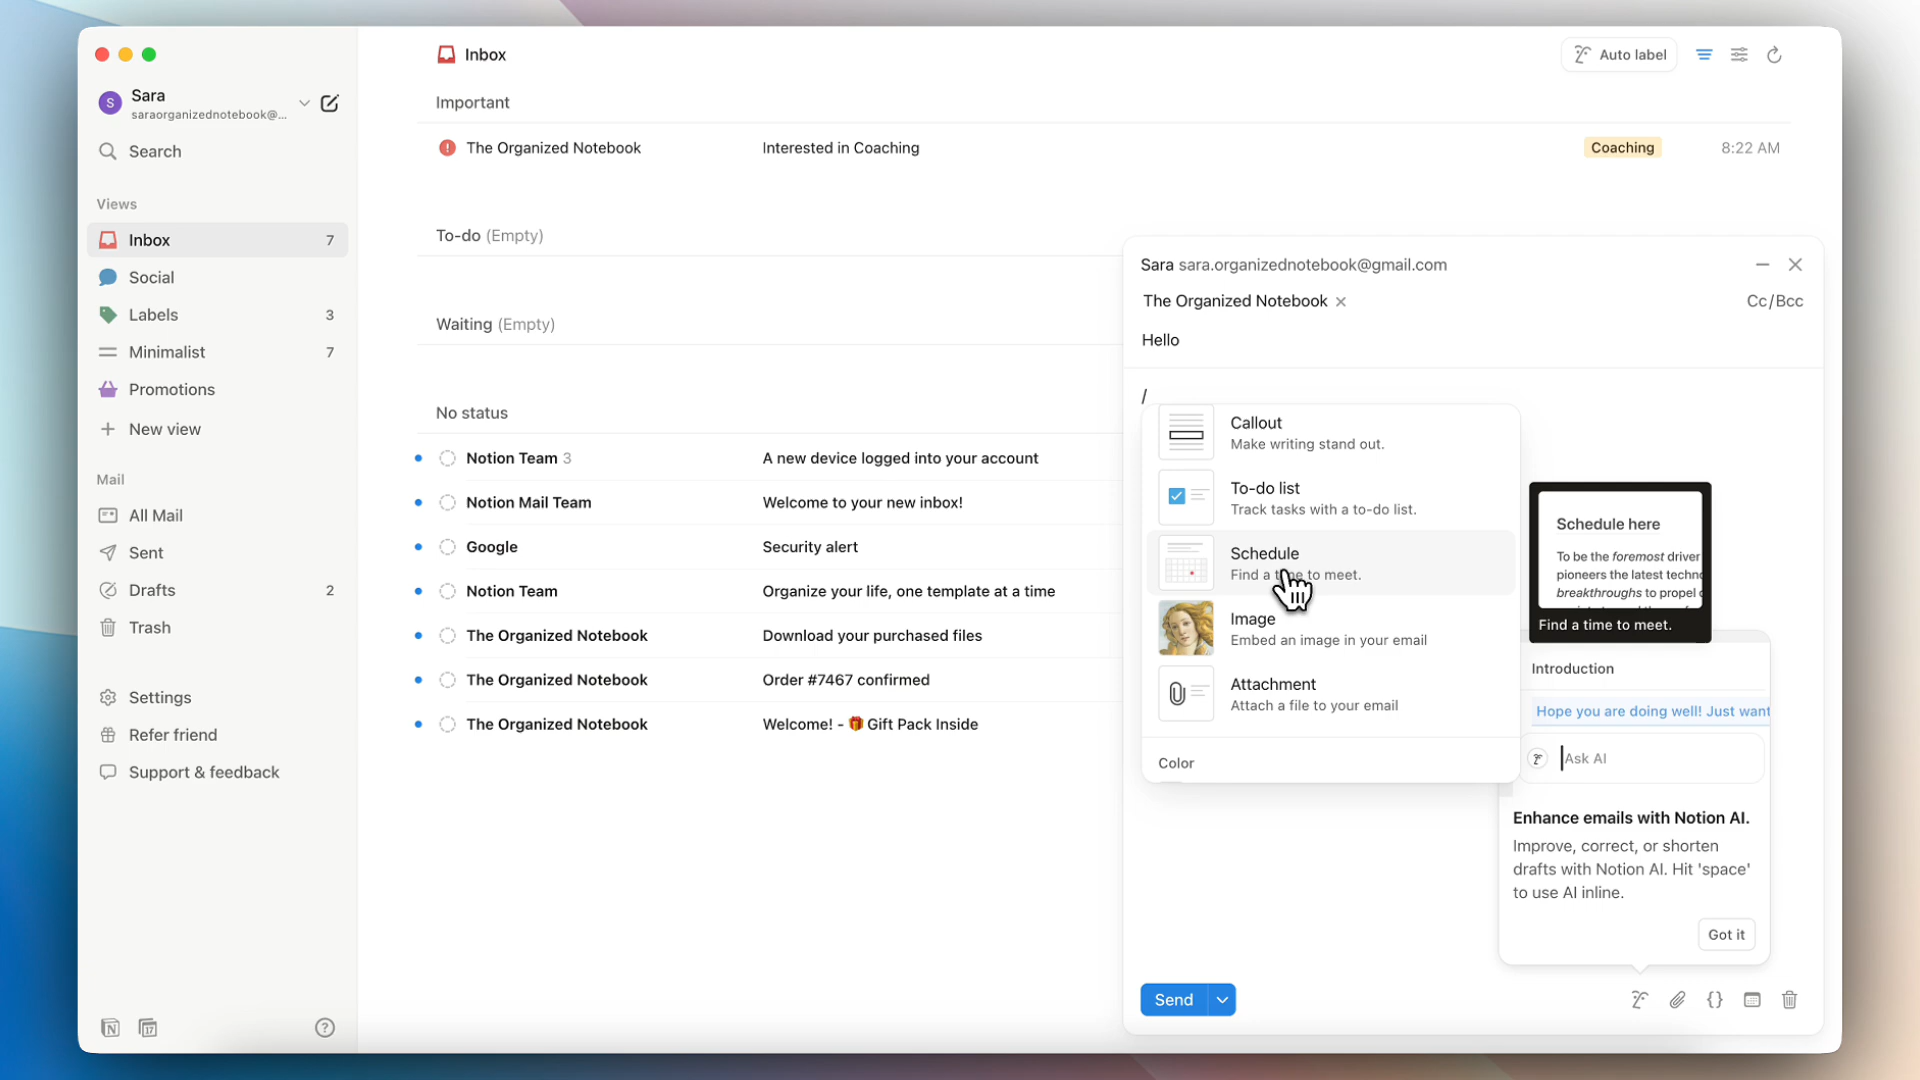 S
Sara
saraorganizednotebook@...
Search
Views
Inbox 7
Social
Labels 3
Minimalist 7
Promotions
New view
Mail
All Mail
Sent
Drafts 2
Trash
Settings
Refer friend
Support & feedback
17
?
Inbox
Auto label
Important
The Organized Notebook Interested in Coaching Coaching 8:22 AM
To-do (Empty)
Waiting (Empty)
No status
Notion Team 3 A new device logged into your account
Notion Mail Team Welcome to your new inbox!
Google Security alert
Notion Team Organize your life, one template at a time
The Organized Notebook Download your purchased files
The Organized Notebook Order #7467 confirmed
The Organized Notebook Welcome! - 🎁 Gift Pack Inside
Sara sara.organizednotebook@gmail.com
The Organized Notebook × Cc/Bcc
Hello
/
Callout
Make writing stand out.
To-do list
Track tasks with a to-do list.
Schedule
Find a time to meet.
Image
Embed an image in your email
Attachment
Attach a file to your email
Color
Schedule here
To be the foremost driver
pioneers the latest techno
breakthroughs to propel
Find a time to meet.
Introduction
Hope you are doing well! Just want
Ask AI
Enhance emails with Notion AI.
Improve, correct, or shorten
drafts with Notion AI. Hit 'space'
to use AI inline.
Got it
Send